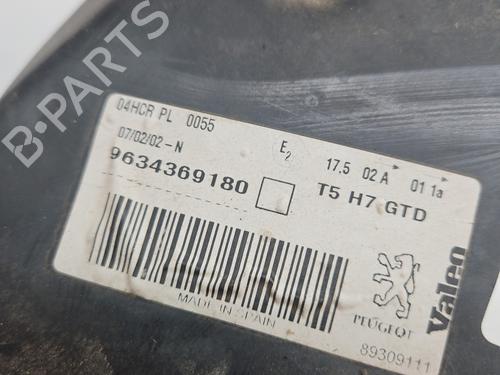 04HCR PL 0055
07/02/02-N
E2
17.5 02A 01 1a
9634369180
T5 H7 GTD
MADE IN SPAIN
PEUGEOT
Valeo
89309111
B-PARTS